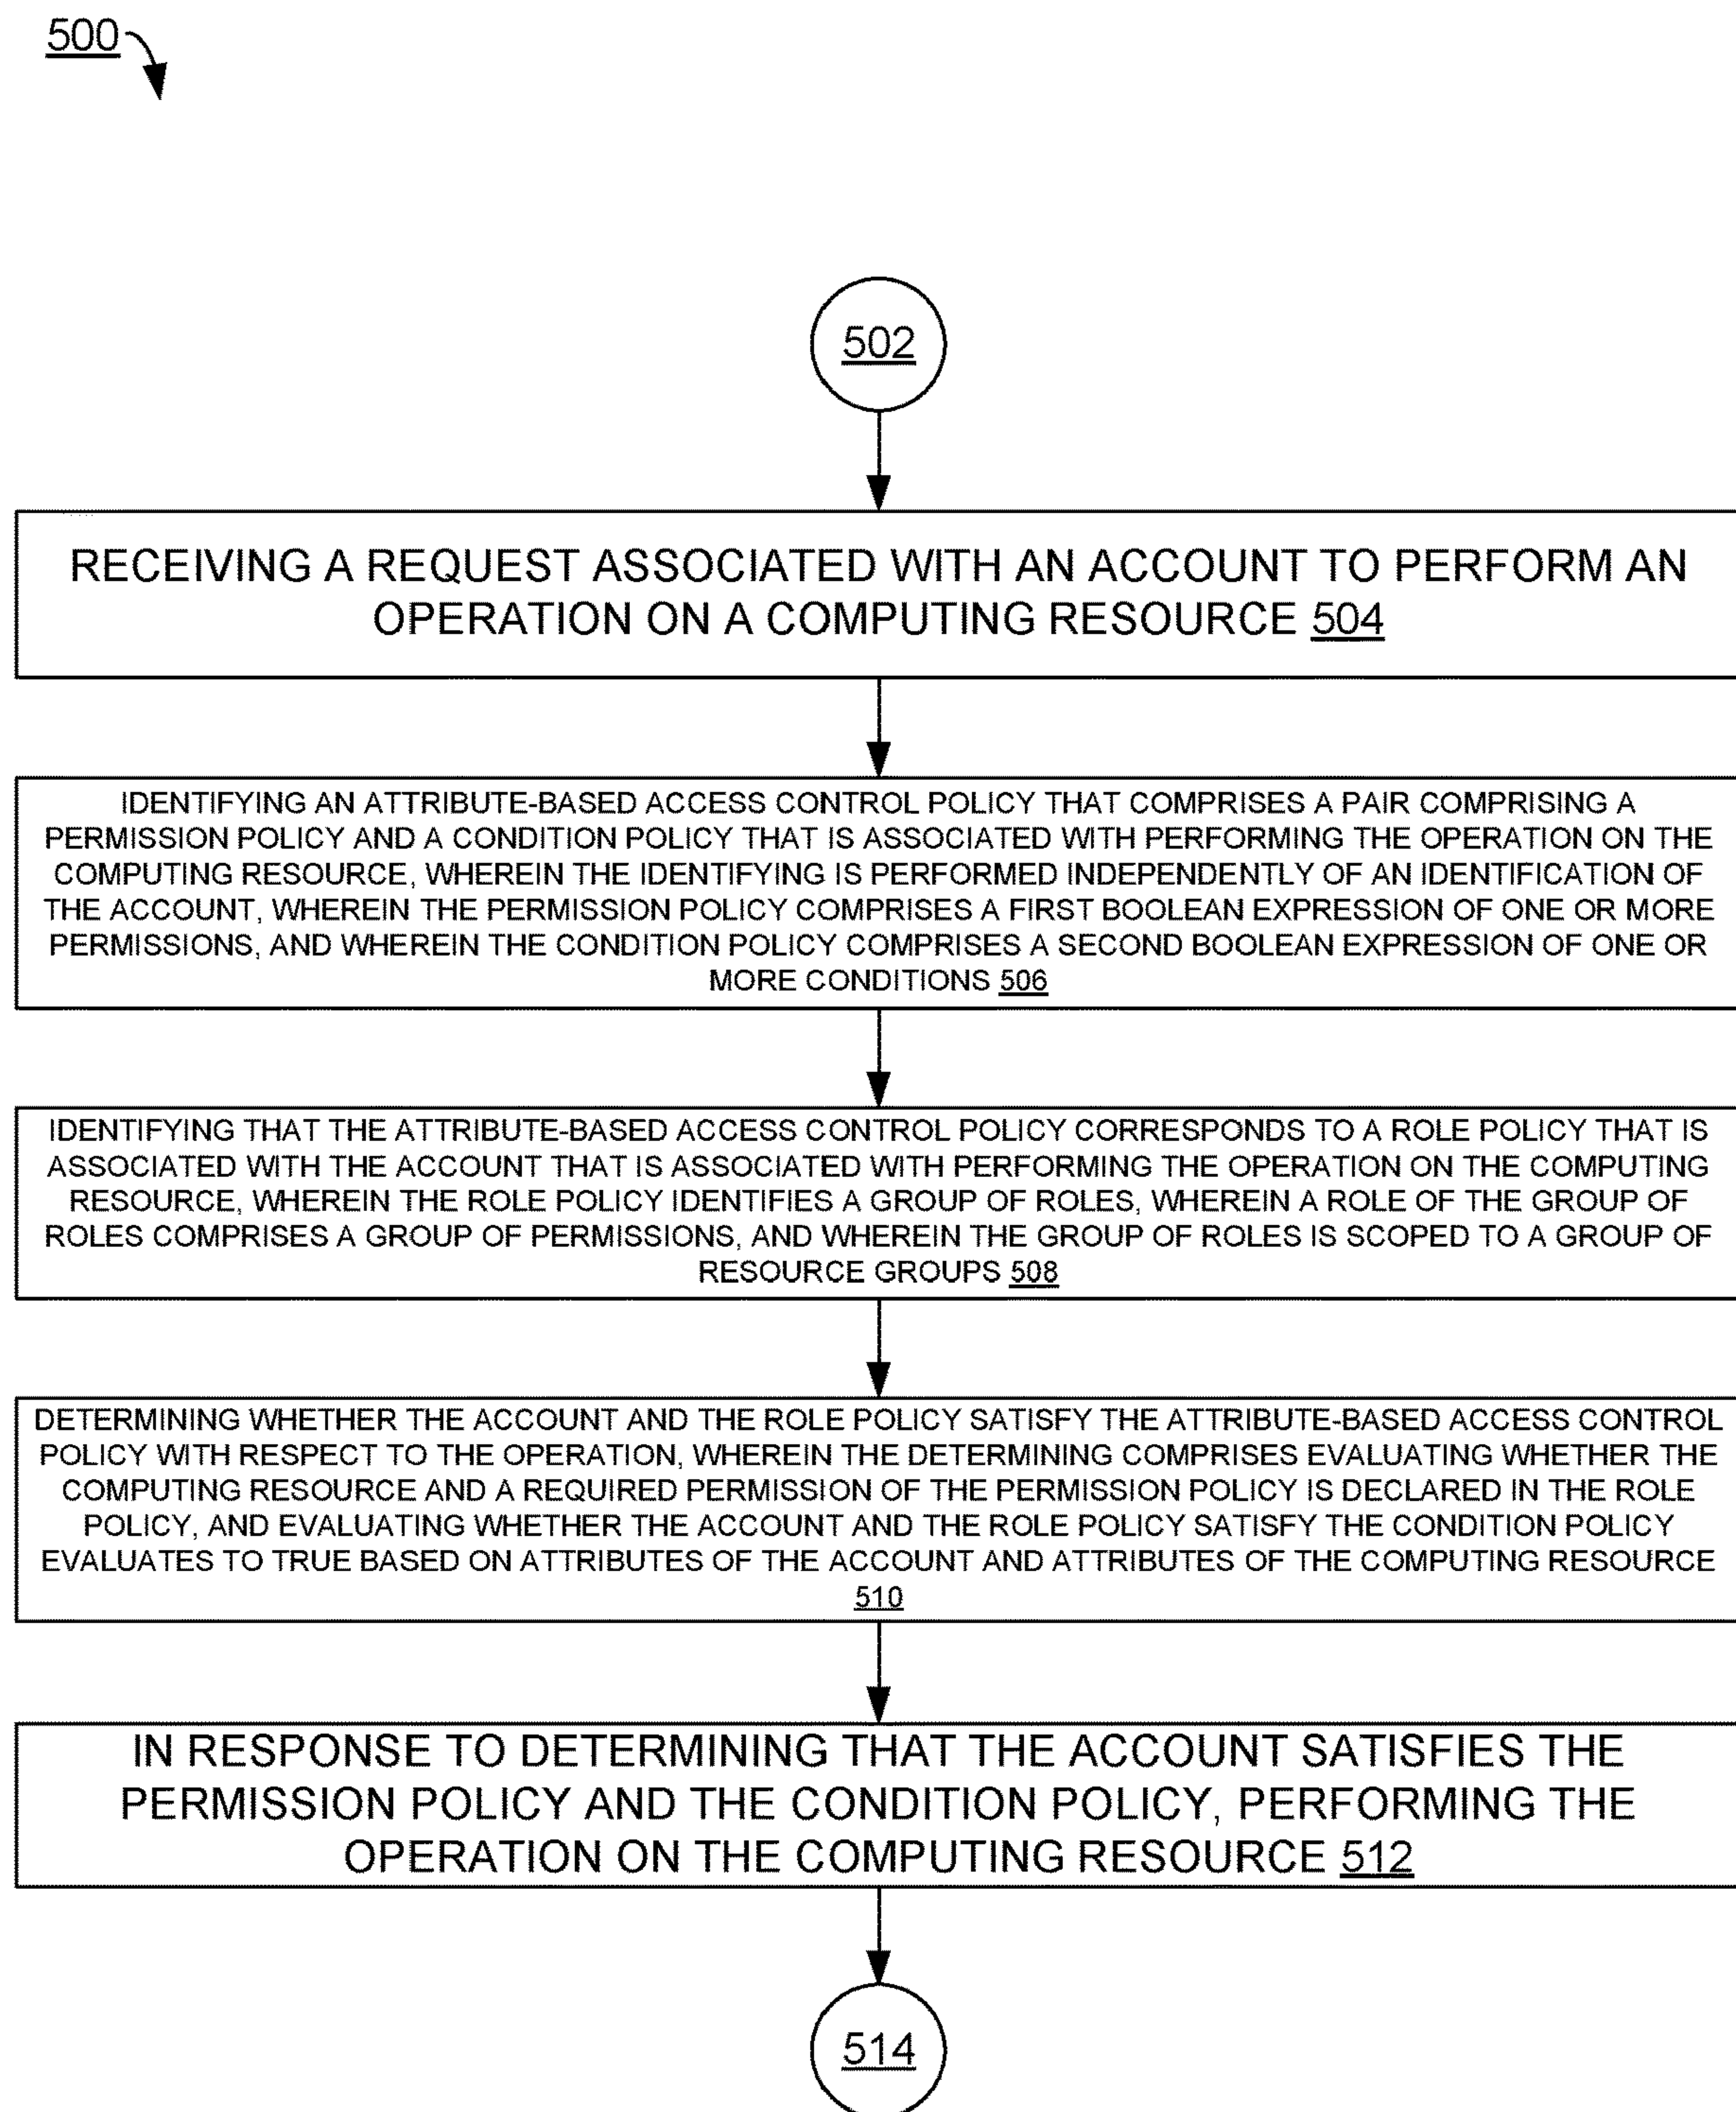 500
502
RECEIVING A REQUEST ASSOCIATED WITH AN ACCOUNT TO PERFORM AN
OPERATION ON A COMPUTING RESOURCE 504
IDENTIFYING AN ATTRIBUTE-BASED ACCESS CONTROL POLICY THAT COMPRISES A PAIR COMPRISING A
PERMISSION POLICY AND A CONDITION POLICY THAT IS ASSOCIATED WITH PERFORMING THE OPERATION ON THE
COMPUTING RESOURCE, WHEREIN THE IDENTIFYING IS PERFORMED INDEPENDENTLY OF AN IDENTIFICATION OF
THE ACCOUNT, WHEREIN THE PERMISSION POLICY COMPRISES A FIRST BOOLEAN EXPRESSION OF ONE OR MORE
PERMISSIONS, AND WHEREIN THE CONDITION POLICY COMPRISES A SECOND BOOLEAN EXPRESSION OF ONE OR
MORE CONDITIONS 506
IDENTIFYING THAT THE ATTRIBUTE-BASED ACCESS CONTROL POLICY CORRESPONDS TO A ROLE POLICY THAT IS
ASSOCIATED WITH THE ACCOUNT THAT IS ASSOCIATED WITH PERFORMING THE OPERATION ON THE COMPUTING
RESOURCE, WHEREIN THE ROLE POLICY IDENTIFIES A GROUP OF ROLES, WHEREIN A ROLE OF THE GROUP OF
ROLES COMPRISES A GROUP OF PERMISSIONS, AND WHEREIN THE GROUP OF ROLES IS SCOPED TO A GROUP OF
RESOURCE GROUPS 508
DETERMINING WHETHER THE ACCOUNT AND THE ROLE POLICY SATISFY THE ATTRIBUTE-BASED ACCESS CONTROL
POLICY WITH RESPECT TO THE OPERATION, WHEREIN THE DETERMINING COMPRISES EVALUATING WHETHER THE
COMPUTING RESOURCE AND A REQUIRED PERMISSION OF THE PERMISSION POLICY IS DECLARED IN THE ROLE
POLICY, AND EVALUATING WHETHER THE ACCOUNT AND THE ROLE POLICY SATISFY THE CONDITION POLICY
EVALUATES TO TRUE BASED ON ATTRIBUTES OF THE ACCOUNT AND ATTRIBUTES OF THE COMPUTING RESOURCE
510
IN RESPONSE TO DETERMINING THAT THE ACCOUNT SATISFIES THE
PERMISSION POLICY AND THE CONDITION POLICY, PERFORMING THE
OPERATION ON THE COMPUTING RESOURCE 512
514